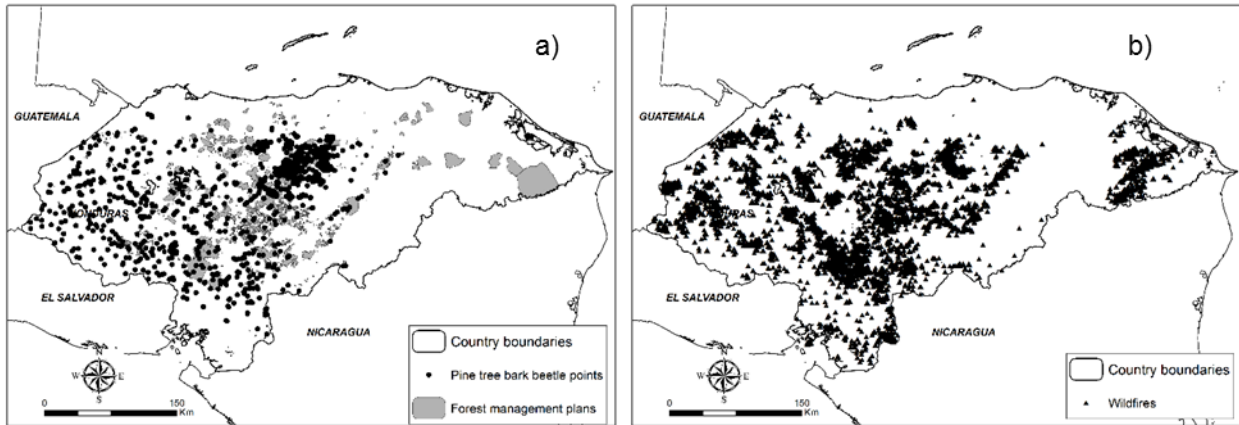 a)
GUATEMALA
HONDURAS
EL SALVADOR
NICARAGUA
N
W E
S
0 150
Km
Country boundaries
Pine tree bark beetle points
Forest management plans
b)
GUATEMALA
HONDURAS
EL SALVADOR
NICARAGUA
N
W E
S
0 150
Km
Country boundaries
Wildfires